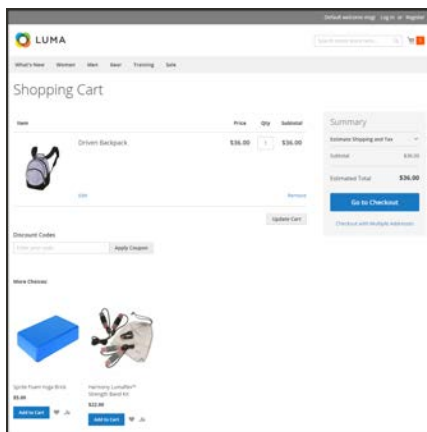 Default welcome msg! Log In or Register
LUMA
What's New Women Men Gear Training Sale
Shopping Cart
Item Price Qty Subtotal
Driven Backpack $36.00 1 $36.00
Edit Remove
Update Cart
Discount Codes
Apply Coupon
Summary
Estimate Shipping and Tax
Subtotal $36.00
Estimated Total $36.00
Go to Checkout
Checkout with Multiple Addresses
More Choices:
Sprite Foam Yoga Brick
$5.00
Add to Cart
Harmony Lumaflex™
Strength Band Kit
$22.00
Add to Cart